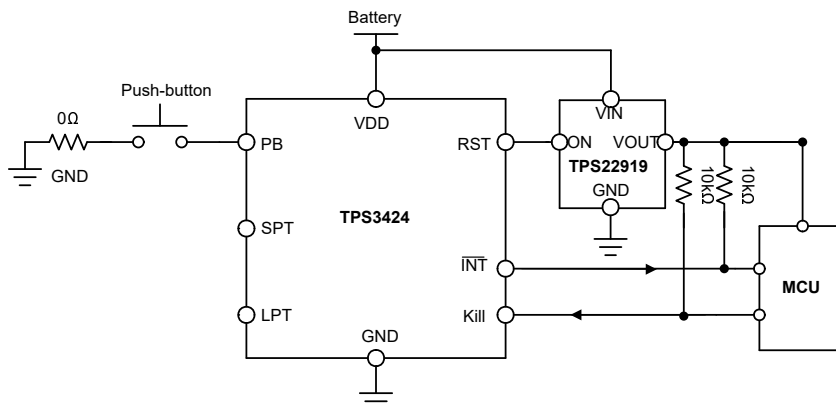 Battery
Push-button
0Ω
GND
VDD
PB
RST
SPT
TPS3424
INT
LPT
Kill
GND
VIN
ON
VOUT
TPS22919
GND
10kΩ
10kΩ
MCU